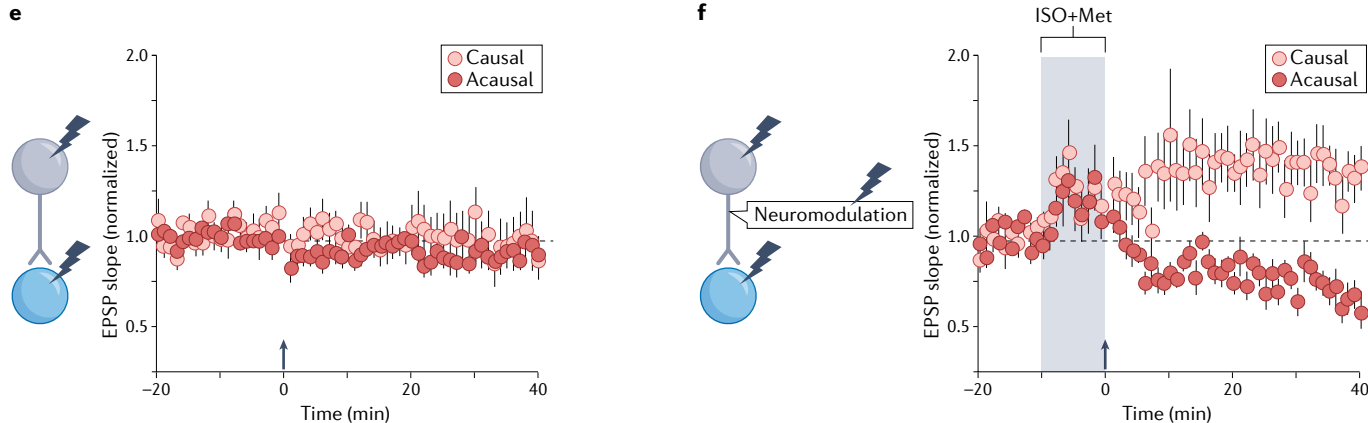 e
2.0
1.5
1.0
0.5
EPSP slope (normalized)
Causal
Acausal
−20
0
20
40
Time (min)
f
ISO+Met
2.0
1.5
1.0
0.5
EPSP slope (normalized)
Causal
Acausal
Neuromodulation
−20
0
20
40
Time (min)